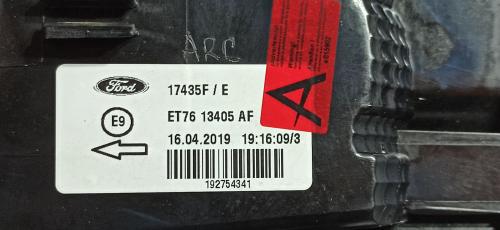 ARC
Ford
17435F / E
E9
ET76 13405 AF
16.04.2019 19:16:09/3
192754341
A